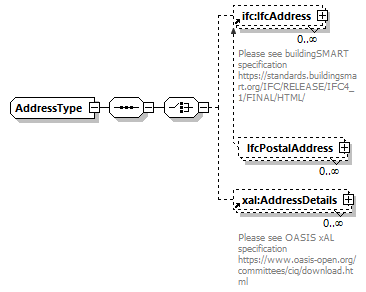 ifc:IfcAddress
0..∞
Please see buildingSMART
specification
https://standards.buildingsma
rt.org/IFC/RELEASE/IFC4_
1/FINAL/HTML/
AddressType
IfcPostalAddress
0..∞
xal:AddressDetails
0..∞
Please see OASIS xAL
specification
https://www.oasis-open.org/
committees/ciq/download.ht
ml